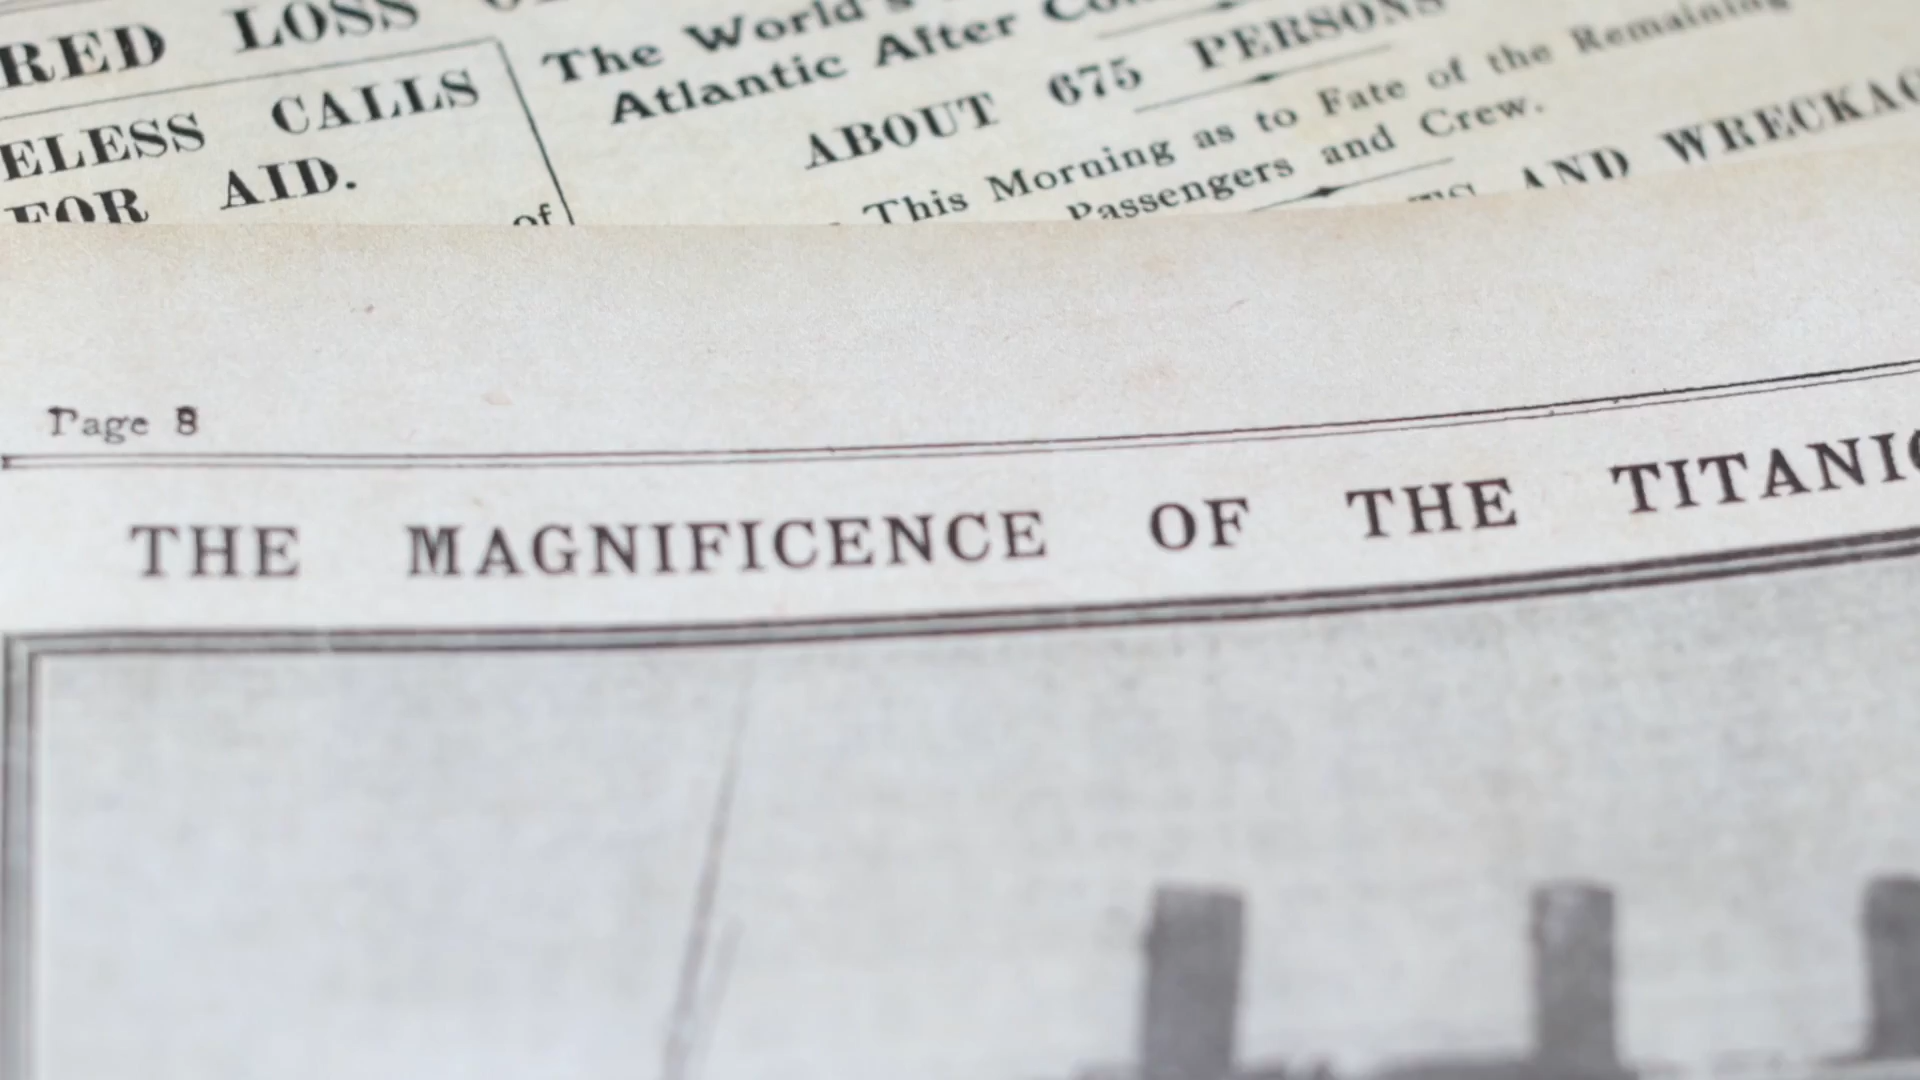 RED LOSS
ELESS CALLS
FOR AID.
of
The World's
Atlantic After
ABOUT 675 PERSONS
This Morning as to Fate of the Remaining
Passengers and Crew.
AND WRECKAG
Page 8
THE MAGNIFICENCE OF THE TITANIC